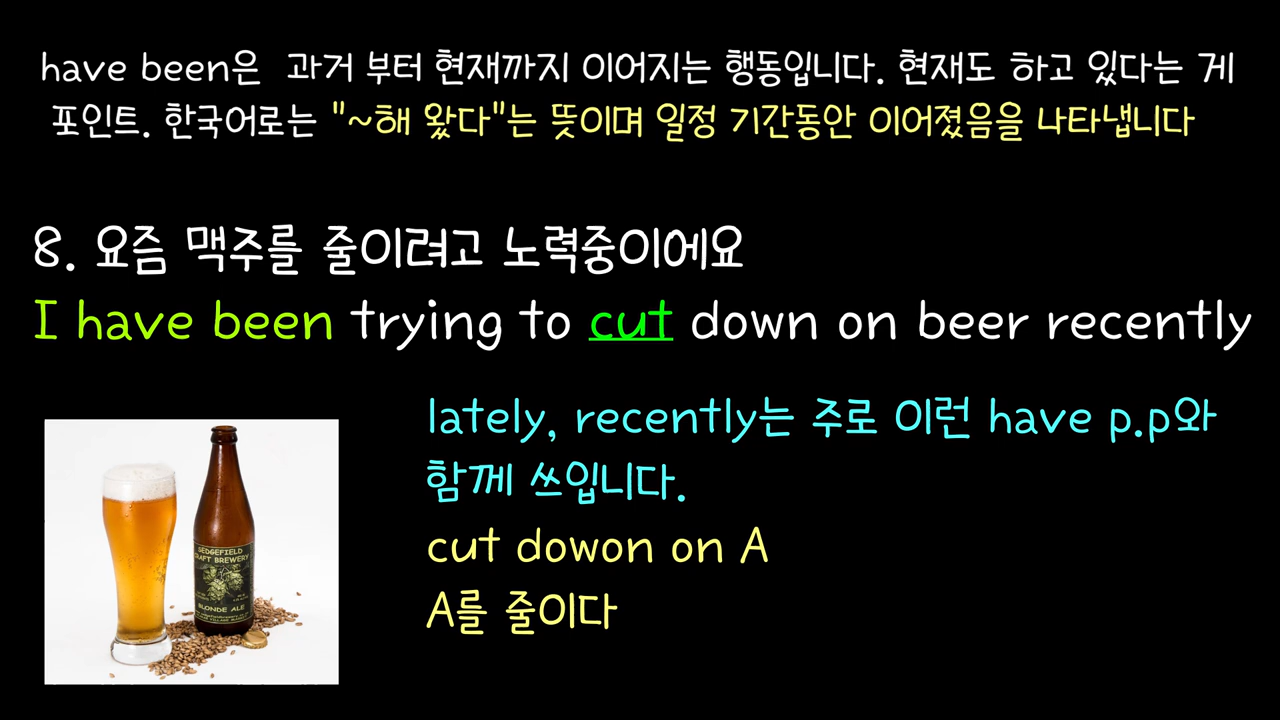 have been은 과거 부터 현재까지 이어지는 행동입니다. 현재도 하고 있다는 게
포인트. 한국어로는 "~해 왔다"는 뜻이며 일정 기간동안 이어졌음을 나타냅니다
8. 요즘 맥주를 줄이려고 노력중이에요
I have been trying to cut down on beer recently
lately, recently는 주로 이런 have p.p와
함께 쓰입니다.
cut dowon on A
A를 줄이다
SEDGEFIELD
CRAFT BREWERY
BLONDE ALE